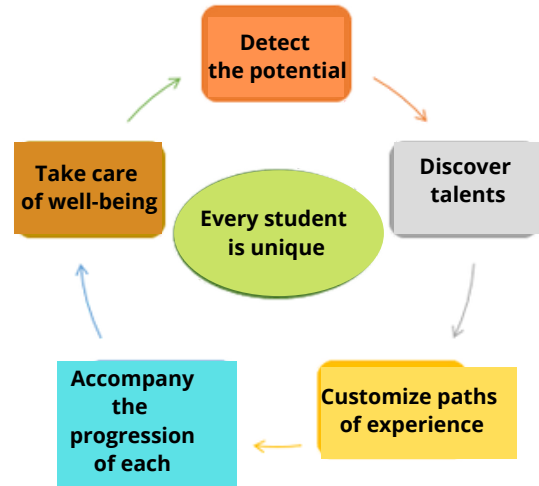 Detect
the potential
Discover
talents
Customize paths
of experience
Accompany
the
progression
of each
Take care
of well-being
Every student
is unique